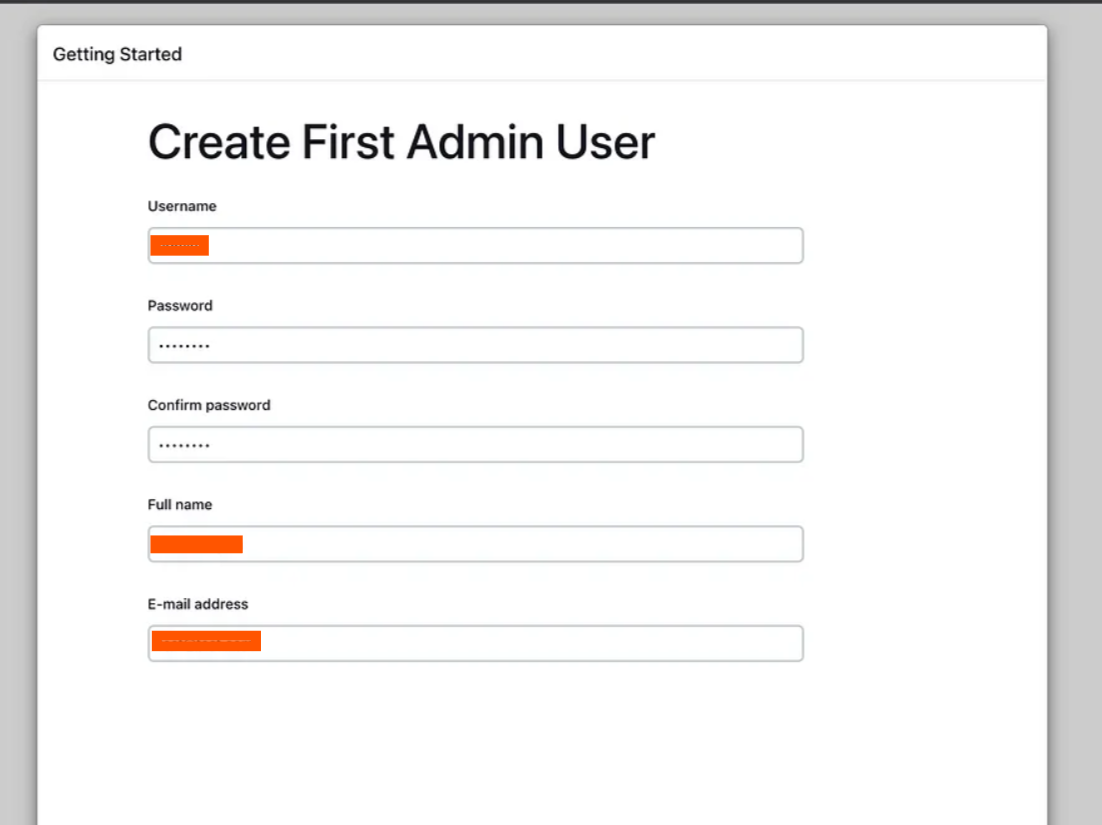 Getting Started
Create First Admin User
Username
Password
••••••••
Confirm password
••••••••
Full name
E-mail address